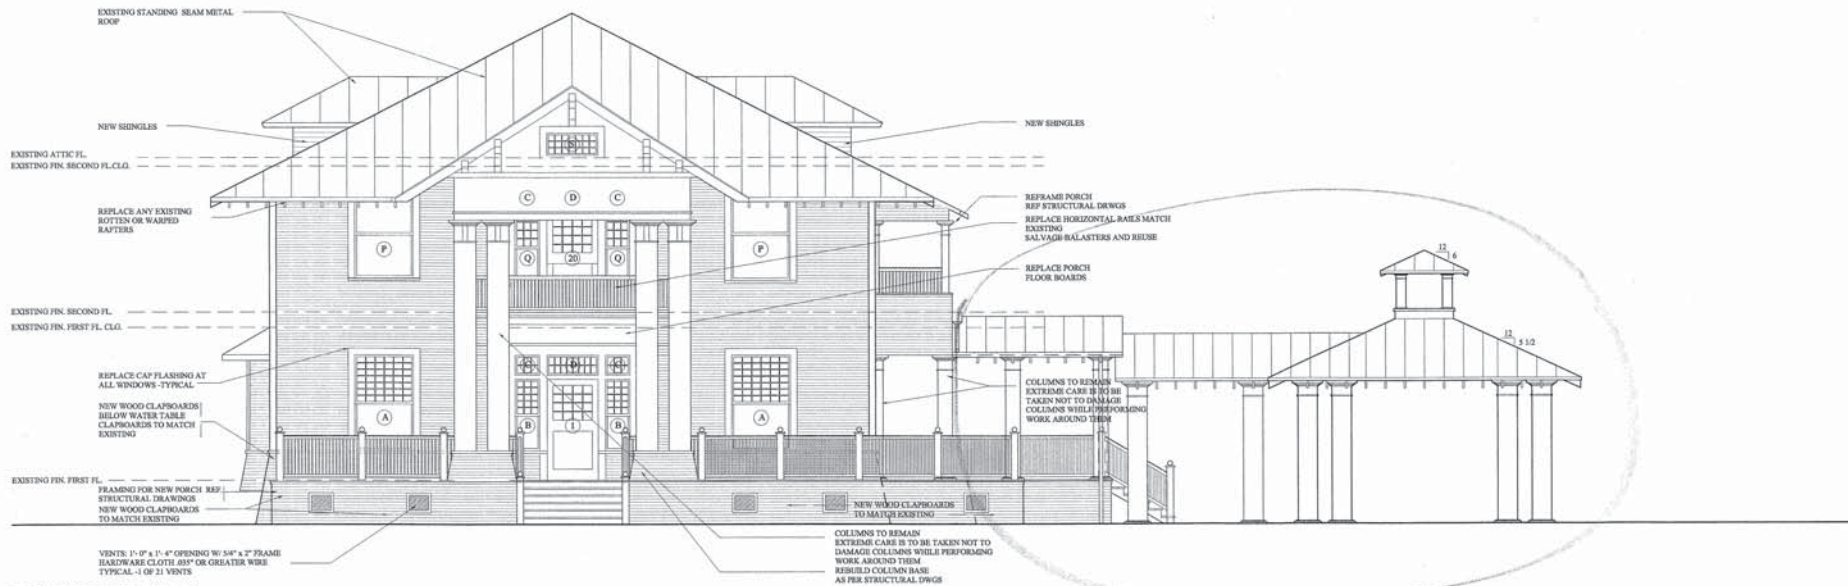 EXISTING STANDING SEAM METAL
ROOF
NEW SHINGLES
EXISTING ATTIC FL.
EXISTING FIN. SECOND FL.CLG.
REPLACE ANY EXISTING
ROTTEN OR WARPED
RAFTERS
EXISTING FIN. SECOND FL.
EXISTING FIN. FIRST FL. CLG.
REPLACE CAP FLASHING AT
ALL WINDOWS -TYPICAL
NEW WOOD CLAPBOARDS
BELOW WATER TABLE
CLAPBOARDS TO MATCH
EXISTING
EXISTING FIN. FIRST FL.
FRAMING FOR NEW PORCH REF.
STRUCTURAL DRAWINGS
NEW WOOD CLAPBOARDS
TO MATCH EXISTING
VENTS: 1'- 0" x 1'- 4" OPENING W/ 5/4" x 2" FRAME
HARDWARE CLOTH .035" OR GREATER WIRE
TYPICAL -1 OF 21 VENTS
S
C D C
P Q 20 Q P
C D C
A B 1 B A
NEW SHINGLES
REFRAME PORCH
REF STRUCTURAL DRWGS
REPLACE HORIZONTAL RAILS MATCH
EXISTING
SALVAGE BALASTERS AND REUSE
REPLACE PORCH
FLOOR BOARDS
COLUMNS TO REMAIN
EXTREME CARE IS TO BE
TAKEN NOT TO DAMAGE
COLUMNS WHILE PERFORMING
WORK AROUND THEM
NEW WOOD CLAPBOARDS
TO MATCH EXISTING
COLUMNS TO REMAIN
EXTREME CARE IS TO BE TAKEN NOT TO
DAMAGE COLUMNS WHILE PERFORMING
WORK AROUND THEM
REBUILD COLUMN BASE
AS PER STRUCTURAL DWGS
12
6
12
5 1/2